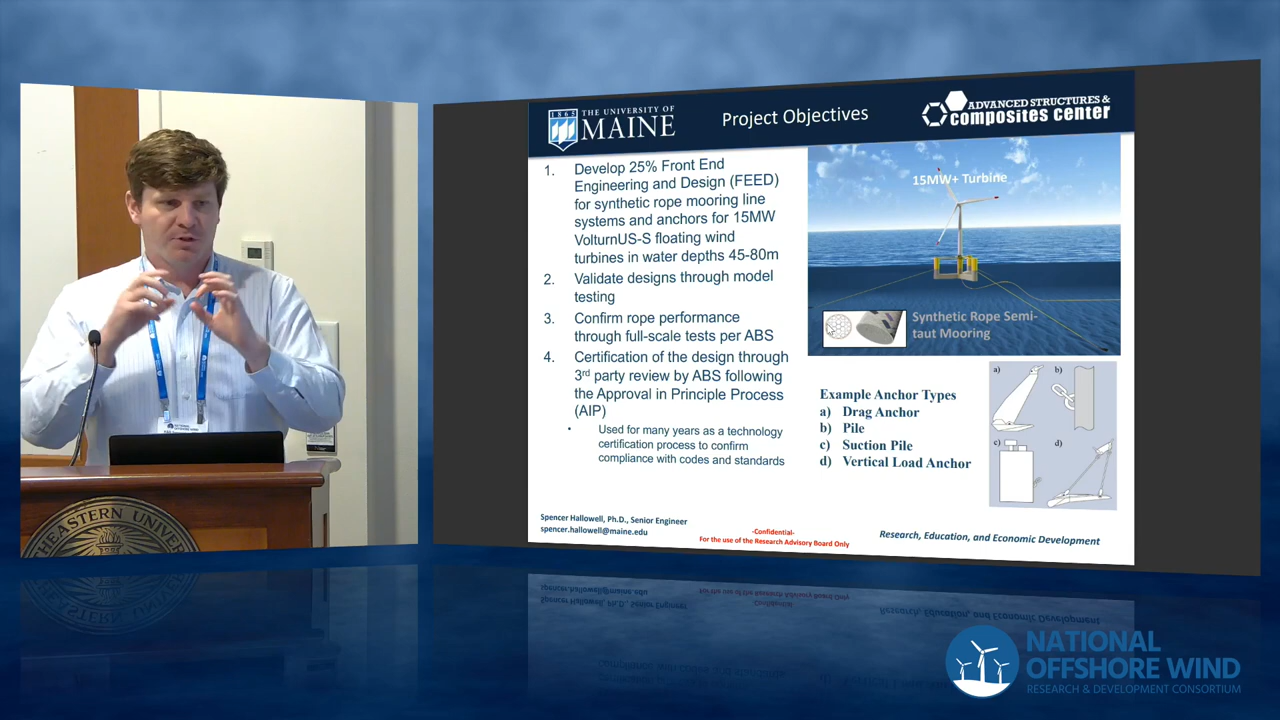 1865
THE UNIVERSITY OF
MAINE
Project Objectives
ADVANCED STRUCTURES &
composites center
1. Develop 25% Front End
Engineering and Design (FEED)
for synthetic rope mooring line
systems and anchors for 15MW
VolturnUS-S floating wind
turbines in water depths 45-80m
2. Validate designs through model
testing
3. Confirm rope performance
through full-scale tests per ABS
4. Certification of the design through
3rd party review by ABS following
the Approval in Principle Process
(AIP)
• Used for many years as a technology
certification process to confirm
compliance with codes and standards
15MW+ Turbine
Synthetic Rope Semi-
taut Mooring
Example Anchor Types
a) Drag Anchor
b) Pile
c) Suction Pile
d) Vertical Load Anchor
a)
b)
c)
d)
Spencer Hallowell, Ph.D., Senior Engineer
spencer.hallowell@maine.edu
-Confidential-
For the use of the Research Advisory Board Only
Research, Education, and Economic Development
NATIONAL
OFFSHORE WIND
EASTERN UNIVER
NATIONAL
OFFSHORE WIND
RESEARCH & DEVELOPMENT CONSORTIUM